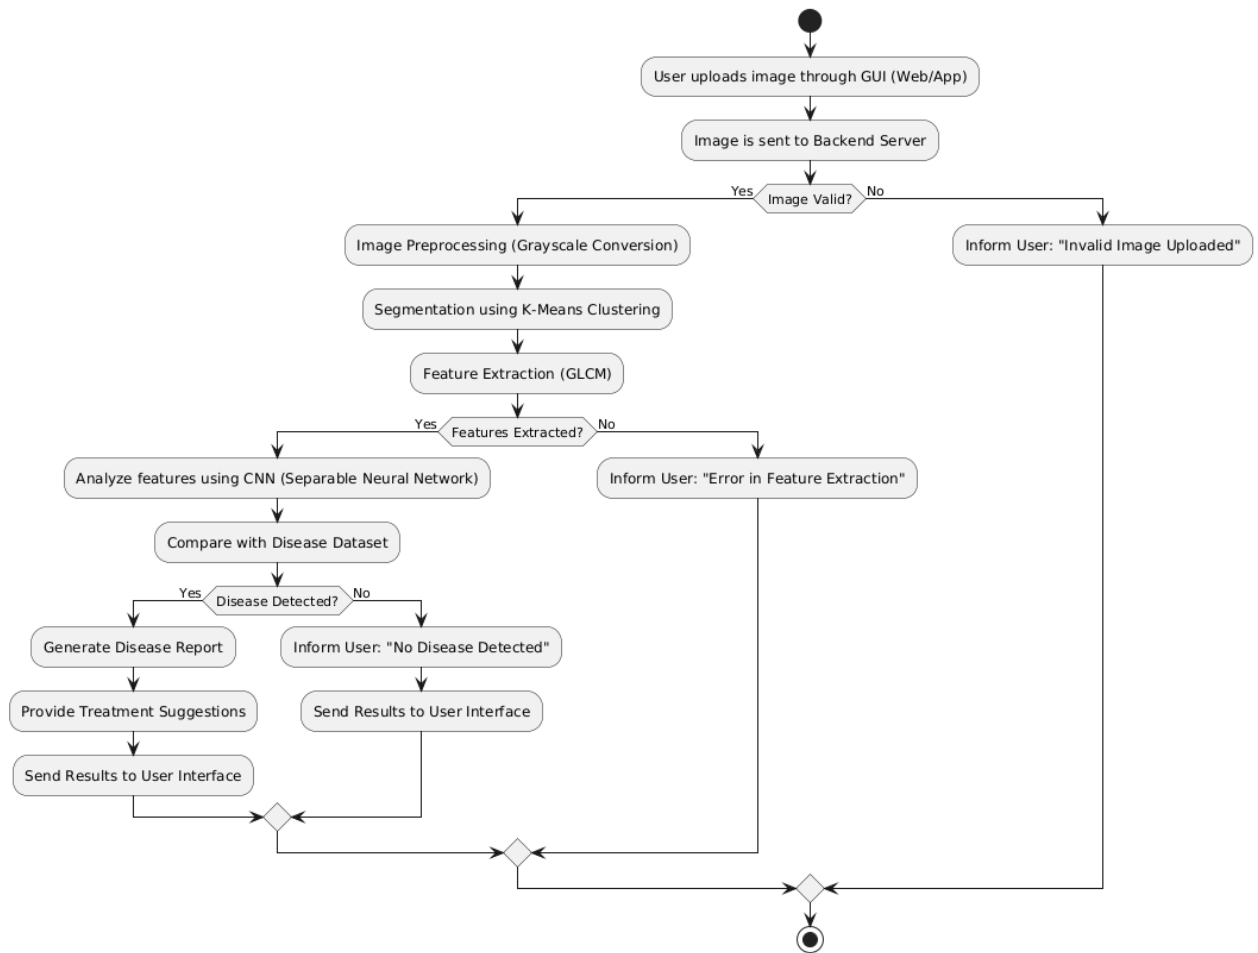 User uploads image through GUI (Web/App)
Image is sent to Backend Server
Yes
Image Valid?
No
Image Preprocessing (Grayscale Conversion)
Inform User: "Invalid Image Uploaded"
Segmentation using K-Means Clustering
Feature Extraction (GLCM)
Yes
Features Extracted?
No
Analyze features using CNN (Separable Neural Network)
Inform User: "Error in Feature Extraction"
Compare with Disease Dataset
Yes
Disease Detected?
No
Generate Disease Report
Inform User: "No Disease Detected"
Provide Treatment Suggestions
Send Results to User Interface
Send Results to User Interface